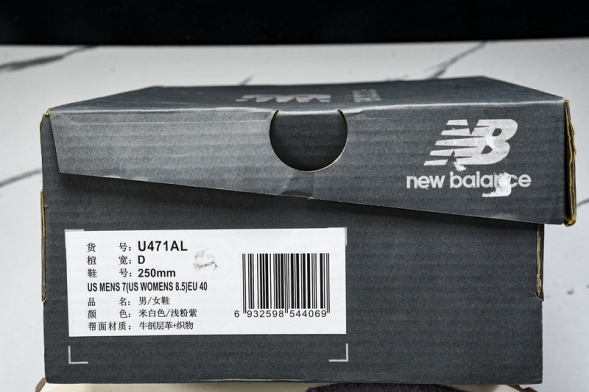 NB
new balance
货 号: U471AL
楦 宽: D
鞋 号: 250mm
US MENS 7(US WOMENS 8.5)EU 40
品 名: 男/女鞋
颜 色: 米白色/浅粉紫
帮面材质: 牛剖层革+织物
6 932598 544069